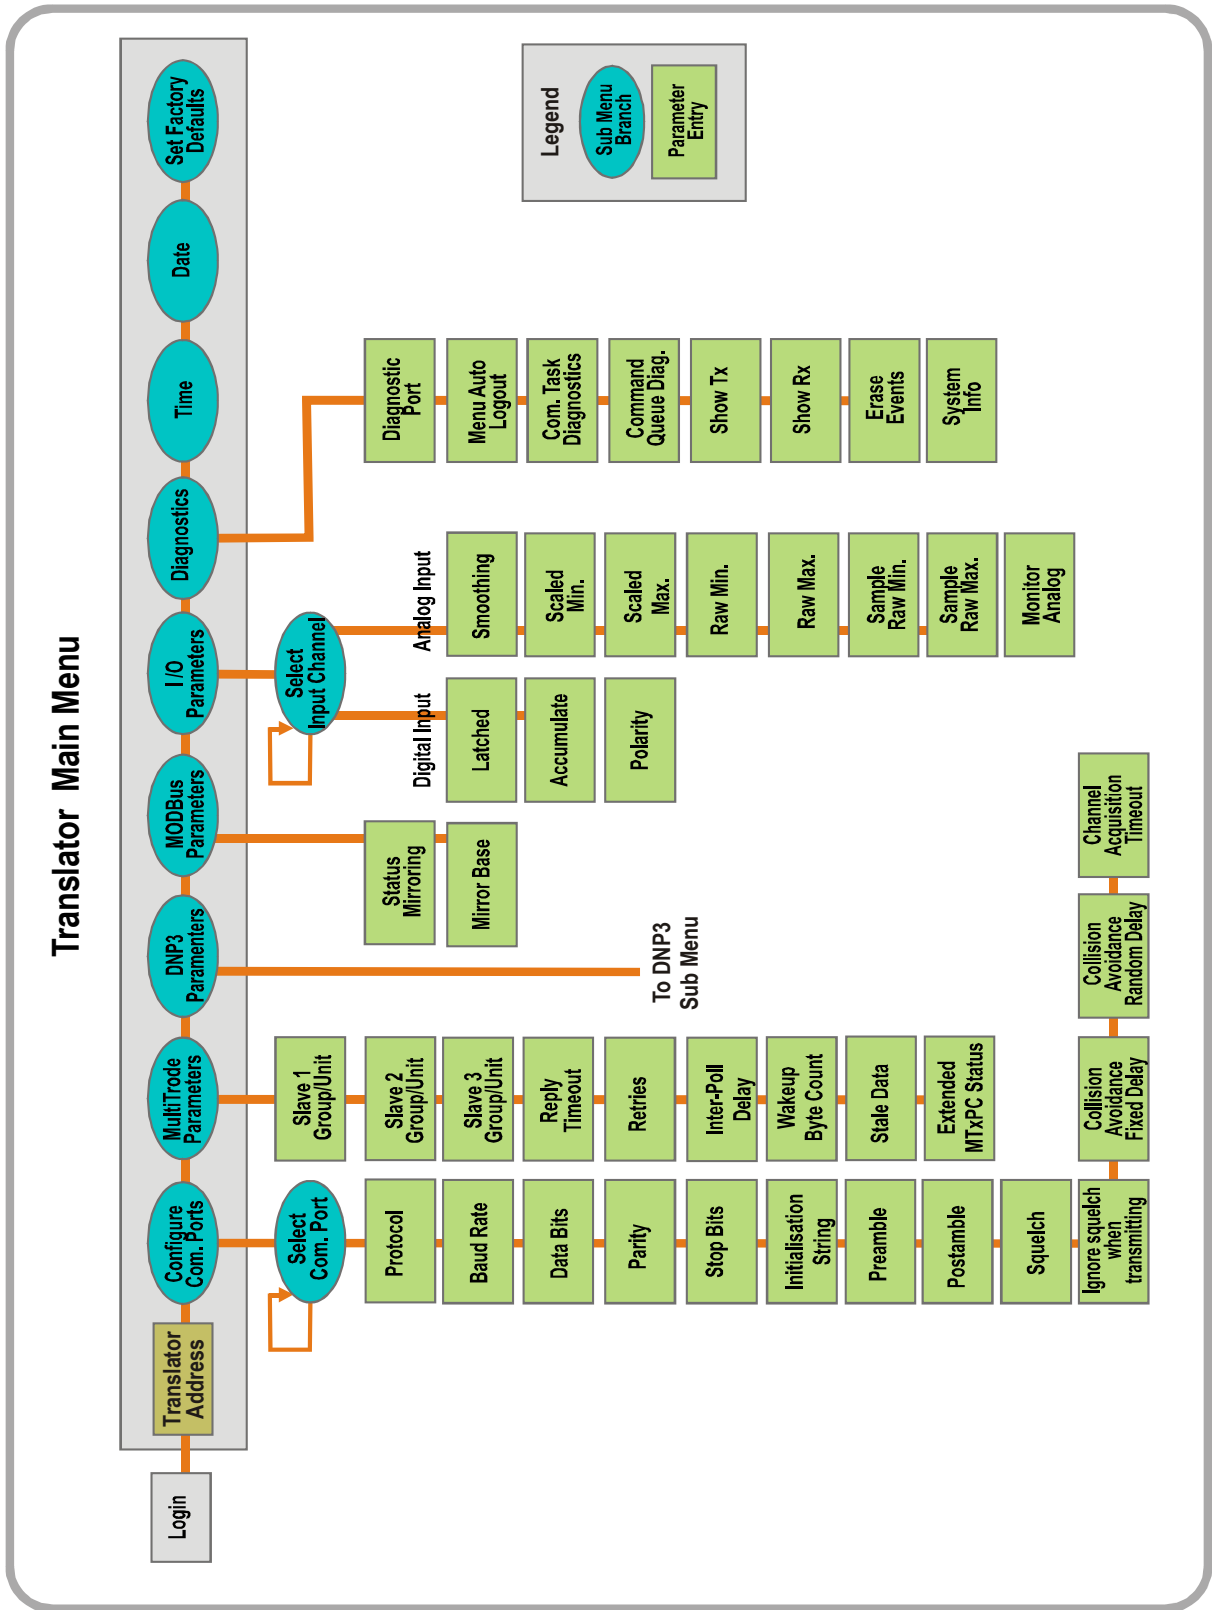 Translator Main Menu
Login
Translator
Address
Configure
Com. Ports
MultiTrode
Parameters
DNP3
Paramenters
MODBus
Parameters
I /O
Parameters
Diagnostics
Time
Date
Set Factory
Defaults
Select
Com. Port
Protocol
Baud Rate
Data Bits
Parity
Stop Bits
Initialisation
String
Preamble
Postamble
Squelch
Ignore squelch
when
transmitting
Collision
Avoidance
Fixed Delay
Collision
Avoidance
Random Delay
Channel
Acquisition
Timeout
Slave 1
Group/Unit
Slave 2
Group/Unit
Slave 3
Group/Unit
Reply
Timeout
Retries
Inter-Poll
Delay
Wakeup
Byte Count
Stale Data
Extended
MTxPC Status
To DNP3
Sub Menu
Status
Mirroring
Mirror Base
Select
Input Channel
Digital Input
Latched
Accumulate
Polarity
Analog Input
Smoothing
Scaled
Min.
Scaled
Max.
Raw Min.
Raw Max.
Sample
Raw Min.
Sample
Raw Max.
Monitor
Analog
Diagnostic
Port
Menu Auto
Logout
Com. Task
Diagnostics
Command
Queue Diag.
Show Tx
Show Rx
Erase
Events
System
Info
Legend
Sub Menu
Branch
Parameter
Entry